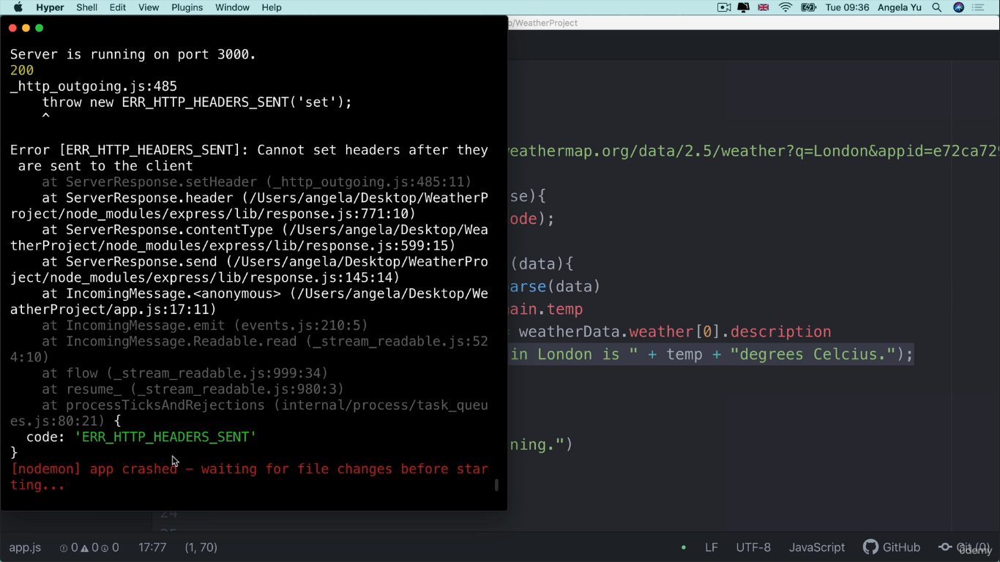 Hyper Shell Edit View Plugins Window Help Tue 09:36 Angela Yu
/WeatherProject
Server is running on port 3000.
200
_http_outgoing.js:485
throw new ERR_HTTP_HEADERS_SENT('set');
^
Error [ERR_HTTP_HEADERS_SENT]: Cannot set headers after they
are sent to the client
at ServerResponse.setHeader (_http_outgoing.js:485:11)
at ServerResponse.header (/Users/angela/Desktop/WeatherP
roject/node_modules/express/lib/response.js:771:10)
at ServerResponse.contentType (/Users/angela/Desktop/Wea
therProject/node_modules/express/lib/response.js:599:15)
at ServerResponse.send (/Users/angela/Desktop/WeatherPro
ject/node_modules/express/lib/response.js:145:14)
at IncomingMessage.<anonymous> (/Users/angela/Desktop/We
atherProject/app.js:17:11)
at IncomingMessage.emit (events.js:210:5)
at IncomingMessage.Readable.read (_stream_readable.js:52
4:10)
at flow (_stream_readable.js:999:34)
at resume_ (_stream_readable.js:980:3)
at processTicksAndRejections (internal/process/task_queu
es.js:80:21) {
code: 'ERR_HTTP_HEADERS_SENT'
}
[nodemon] app crashed - waiting for file changes before star
ting...
eathermap.org/data/2.5/weather?q=London&appid=e72ca729
se){
ode);
(data){
arse(data)
ain.temp
= weatherData.weather[0].description
in London is " + temp + "degrees Celcius.");
ning.")
24
app.js 0 0 0 17:77 (1, 70) LF UTF-8 JavaScript GitHub Git (0)
ûdemy